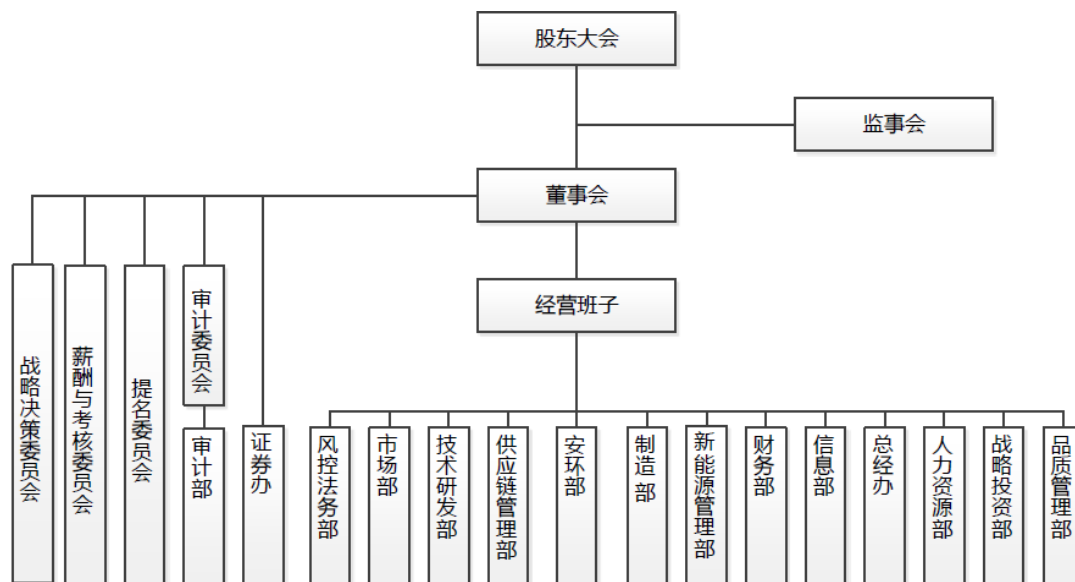 股东大会
监事会
董事会
经营班子
战略决策委员会
薪酬与考核委员会
提名委员会
审计委员会
审计部
证券办
风控法务部
市场部
技术研发部
供应链管理部
安环部
制造部
新能源管理部
财务部
信息部
总经办
人力资源部
战略投资部
品质管理部